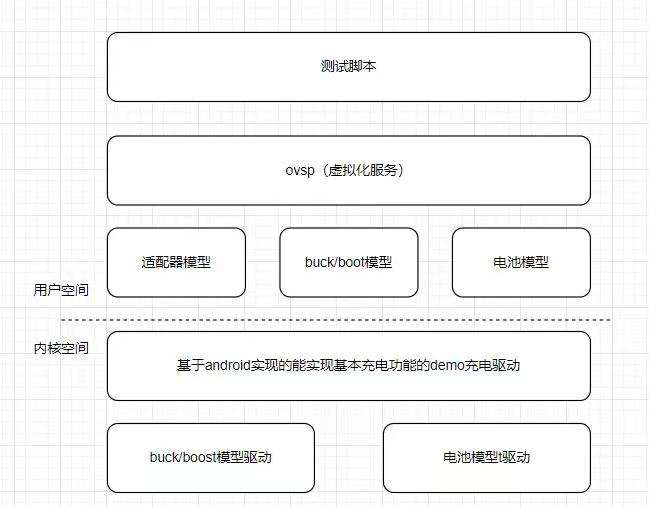 测试脚本
ovsp（虚拟化服务）
适配器模型
buck/boot模型
电池模型
用户空间
内核空间
基于android实现的能实现基本充电功能的demo充电驱动
buck/boost模型驱动
电池模型t驱动